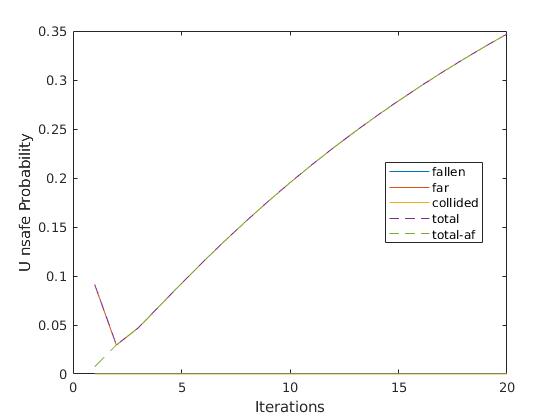 0.35
0.3
0.25
0.2
0.15
0.1
0.05
0
U nsafe Probability
fallen
far
collided
total
total-af
0 5 10 15 20
Iterations